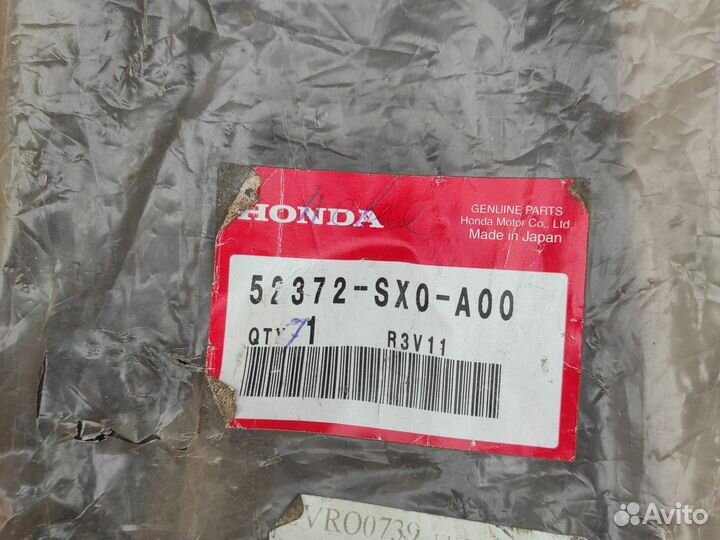 HONDA
GENUINE PARTS
Honda Motor Co., Ltd.
Made in Japan
52372-SX0-A00
QTY 1 R3V11
VRO0739
Avito